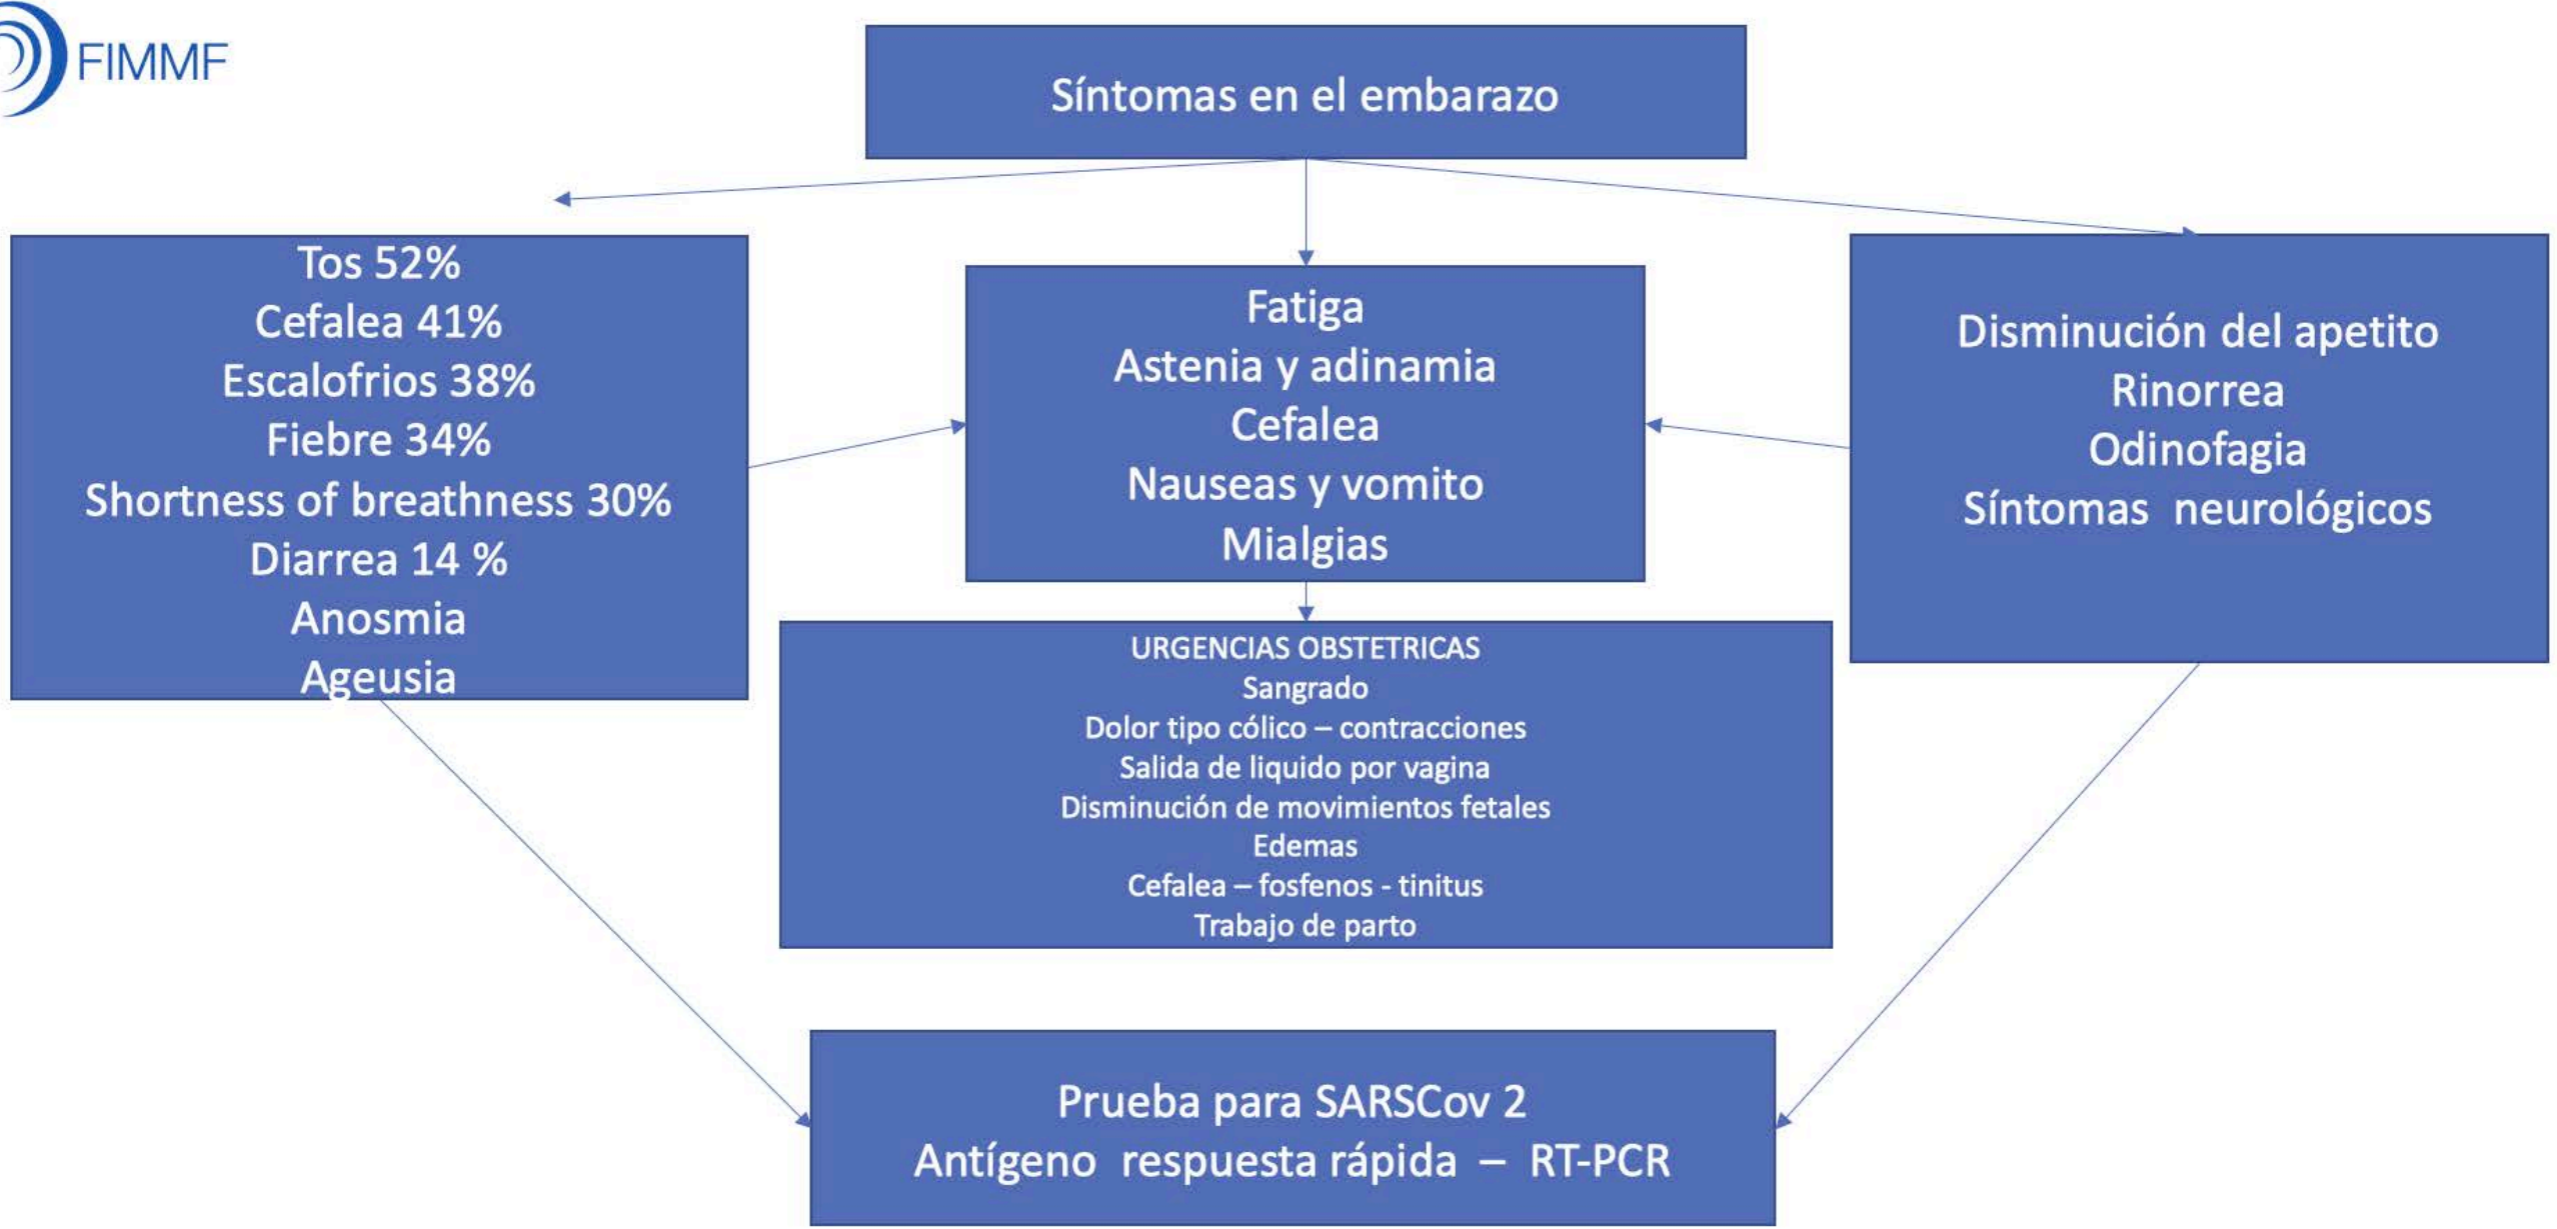 FIMMF
Síntomas en el embarazo
Tos 52%
Cefalea 41%
Escalofrios 38%
Fiebre 34%
Shortness of breathness 30%
Diarrea 14 %
Anosmia
Ageusia
Fatiga
Astenia y adinamia
Cefalea
Nauseas y vomito
Mialgias
Disminución del apetito
Rinorrea
Odinofagia
Síntomas neurológicos
URGENCIAS OBSTETRICAS
Sangrado
Dolor tipo cólico – contracciones
Salida de liquido por vagina
Disminución de movimientos fetales
Edemas
Cefalea – fosfenos - tinitus
Trabajo de parto
Prueba para SARSCov 2
Antígeno respuesta rápida – RT-PCR